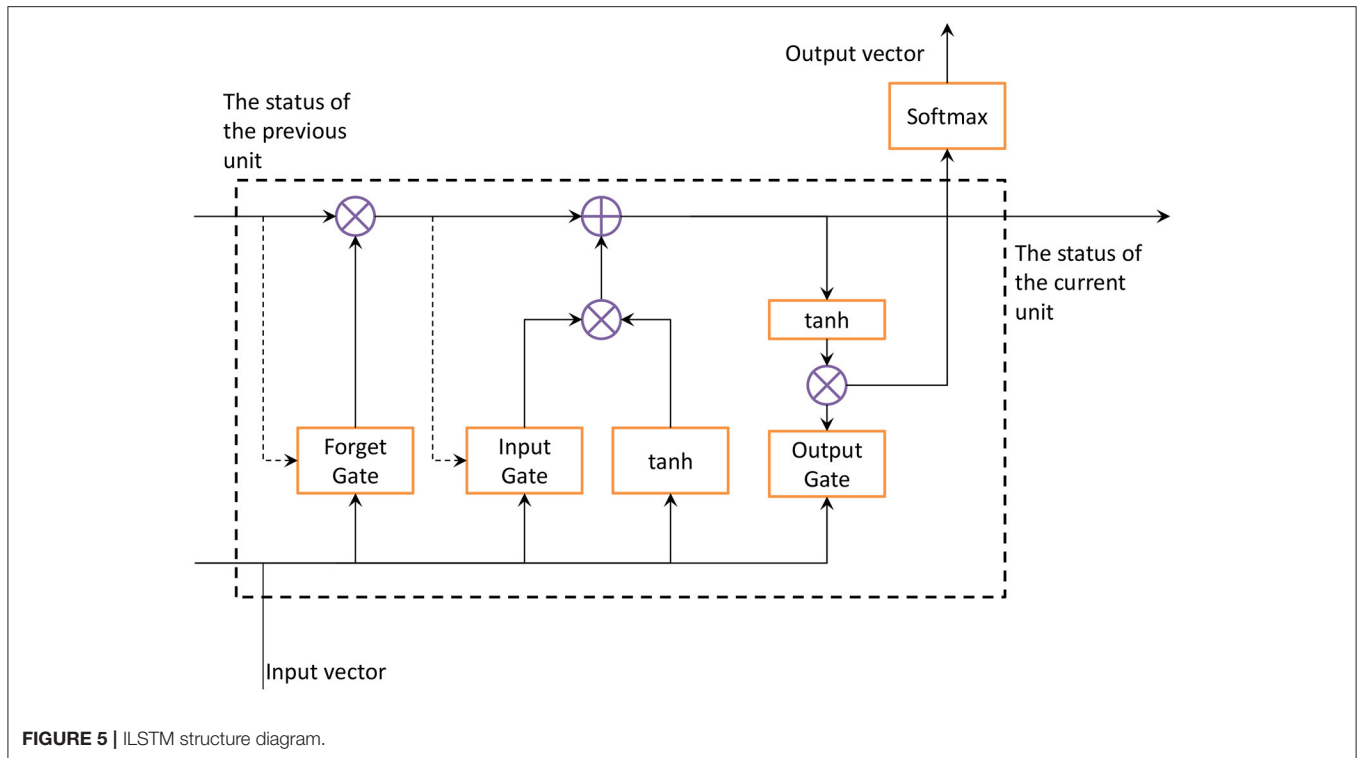 Output vector
Softmax
The status of
the previous
unit
The status of
the current
unit
tanh
Forget
Gate
Input
Gate
tanh
Output
Gate
Input vector
FIGURE 5 | ILSTM structure diagram.